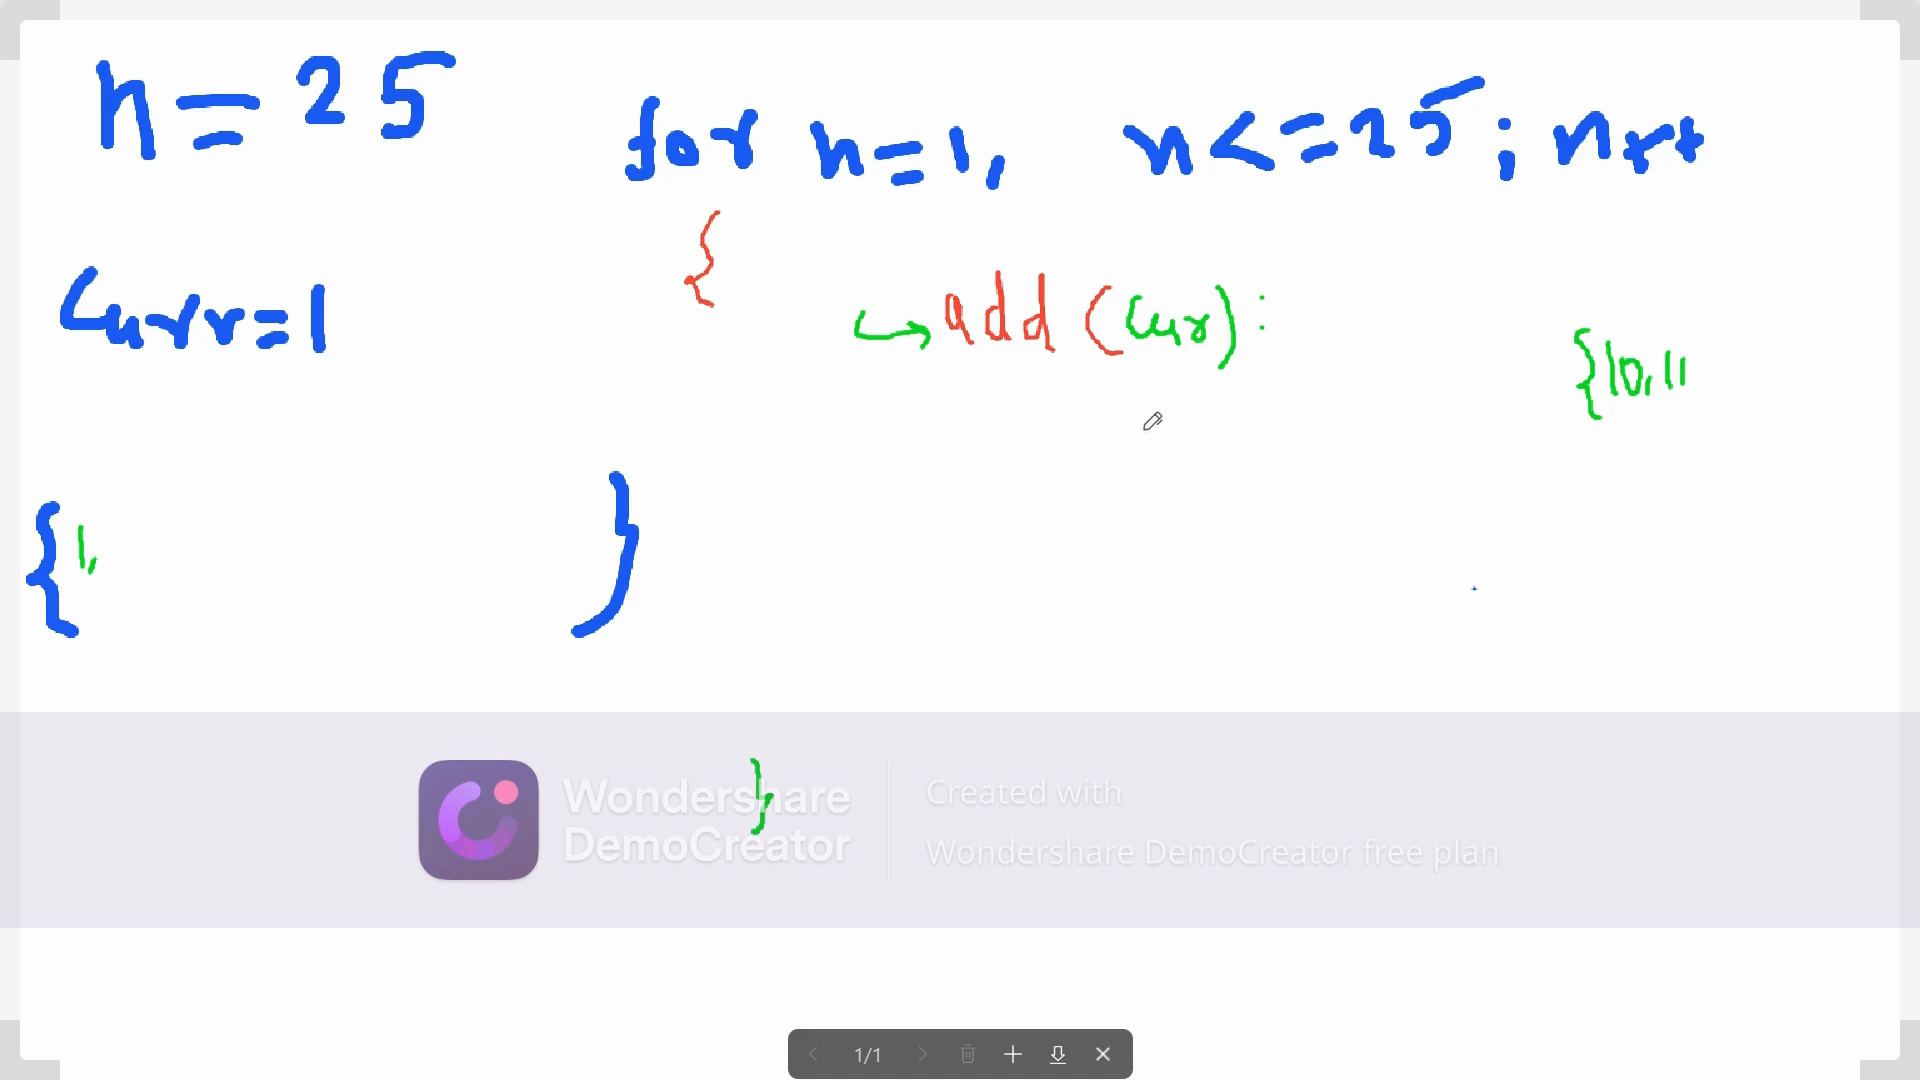 n = 25
for n=1, n<=25; n++
{
Curr=1
add (Cur):
{10, 11
{ 1, }
}
Wondershare
DemoCreator
Created with
Wondershare DemoCreator free plan
1/1